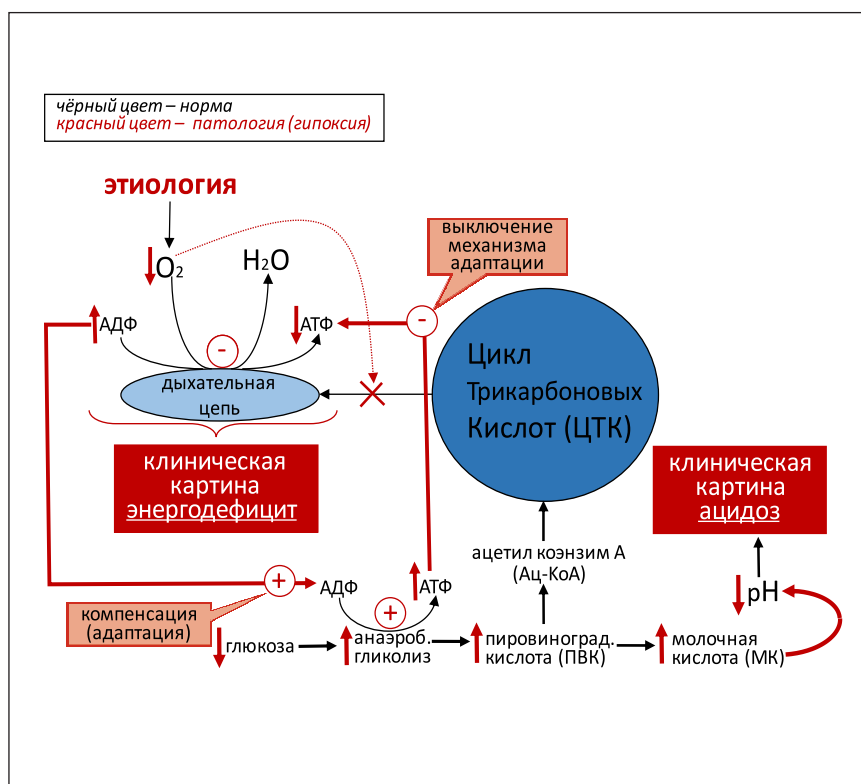 чёрный цвет – норма
красный цвет – патология (гипоксия)
этиология
выключение
механизма
адаптации
O₂
H₂O
АДФ
-
АТФ
-
дыхательная
цепь
Цикл
Трикарбоновых
Кислот (ЦТК)
клиническая
картина
энергодефицит
клиническая
картина
ацидоз
ацетил коэнзим А
(Ац-КоА)
+
АДФ
АТФ
pH
компенсация
(адаптация)
+
глюкоза
анаэроб.
гликолиз
пировиноград.
кислота (ПВК)
молочная
кислота (МК)